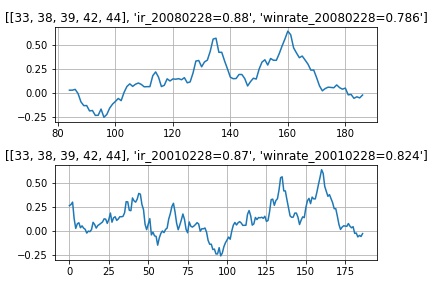 [[33, 38, 39, 42, 44], 'ir_20080228=0.88', 'winrate_20080228=0.786']
0.50
0.25
0.00
−0.25
80 100 120 140 160 180
[[33, 38, 39, 42, 44], 'ir_20010228=0.87', 'winrate_20010228=0.824']
0.50
0.25
0.00
−0.25
0 25 50 75 100 125 150 175